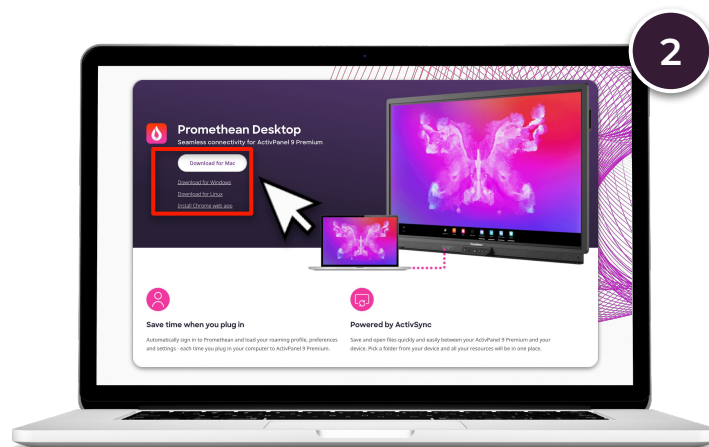 2
Promethean Desktop
Seamless connectivity for ActivPanel 9 Premium
Download for Mac
Download for Windows
Download for Linux
Install Chrome web app
Save time when you plug in
Automatically sign in to Promethean and load your roaming profile, preferences
and settings - each time you plug in your computer to ActivPanel 9 Premium.
Powered by ActivSync
Save and open files quickly and easily between your ActivPanel 9 Premium and your
device. Pick a folder from your device and all your resources will be in one place.